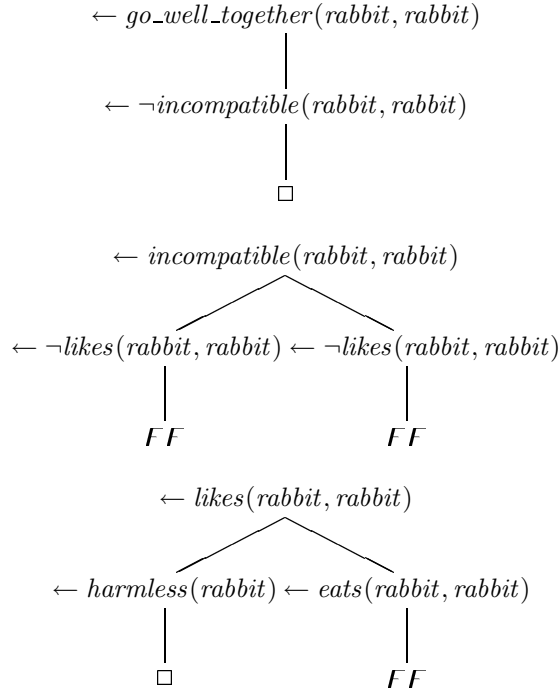 ← go_well_together(rabbit, rabbit)
← ¬incompatible(rabbit, rabbit)
□
← incompatible(rabbit, rabbit)
← ¬likes(rabbit, rabbit) ← ¬likes(rabbit, rabbit)
FF FF
← likes(rabbit, rabbit)
← harmless(rabbit) ← eats(rabbit, rabbit)
□ FF